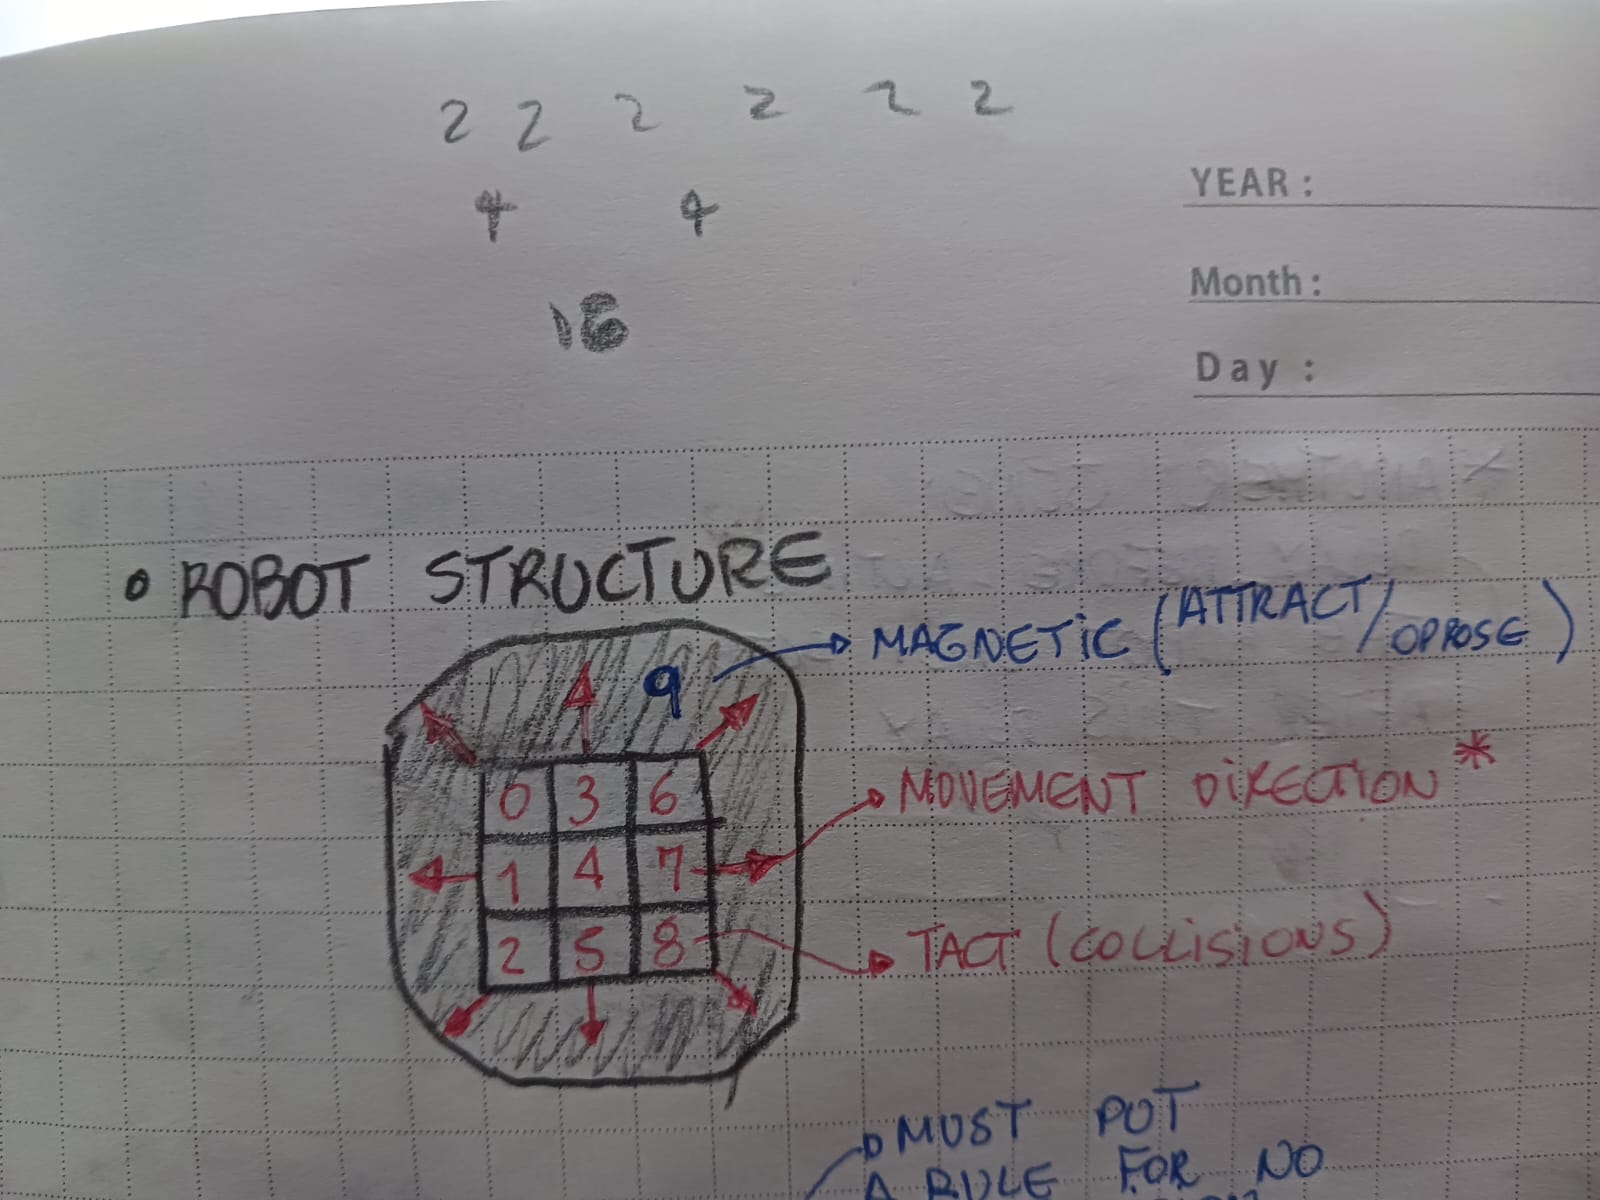 2 2 2 2 2 2
4 4
16
YEAR :
Month :
Day :
• ROBOT STRUCTURE
9 → MAGNETIC (ATTRACT/OPPOSE)
0 3 6
MOVEMENT DIRECTION *
1 4 7
2 5 8
TACT (COLLISIONS)
MUST PUT
A RULE FOR NO